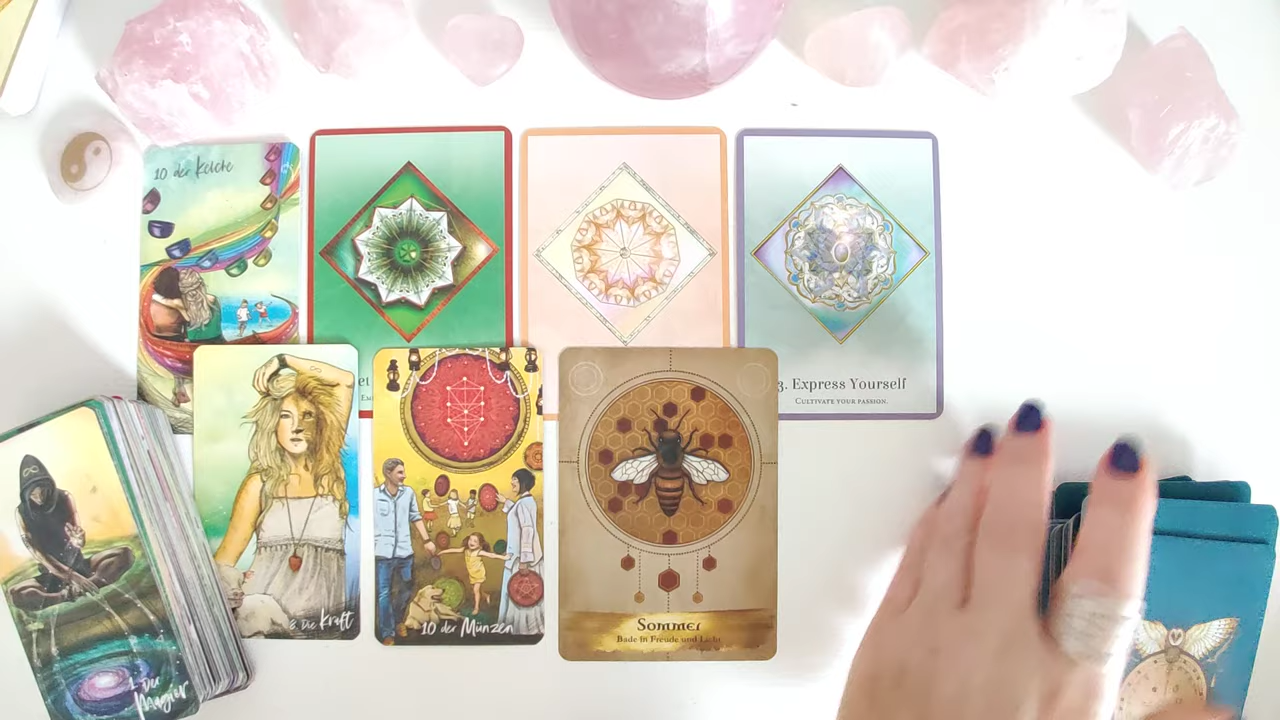 10 der Kelche
3. Express Yourself
Cultivate your passion.
8. Die Kraft
10 der Münzen
Sommer
Bade in Freude und Licht
1 Der
Magier